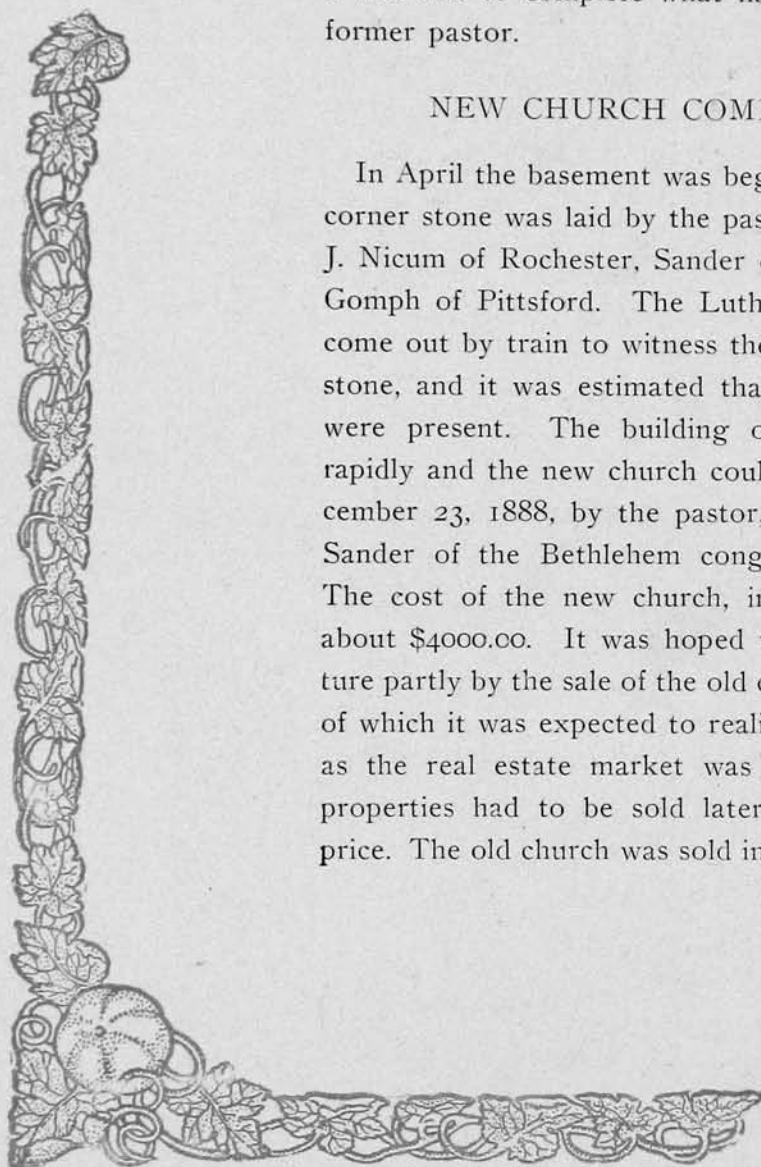 former pastor.
NEW CHURCH COM
In April the basement was beg
corner stone was laid by the pas
J. Nicum of Rochester, Sander
Gomph of Pittsford. The Luth
come out by train to witness the
stone, and it was estimated tha
were present. The building o
rapidly and the new church coul
cember 23, 1888, by the pastor,
Sander of the Bethlehem cong
The cost of the new church, in
about $4000.00. It was hoped
ture partly by the sale of the old
of which it was expected to reali
as the real estate market was
properties had to be sold later
price. The old church was sold in